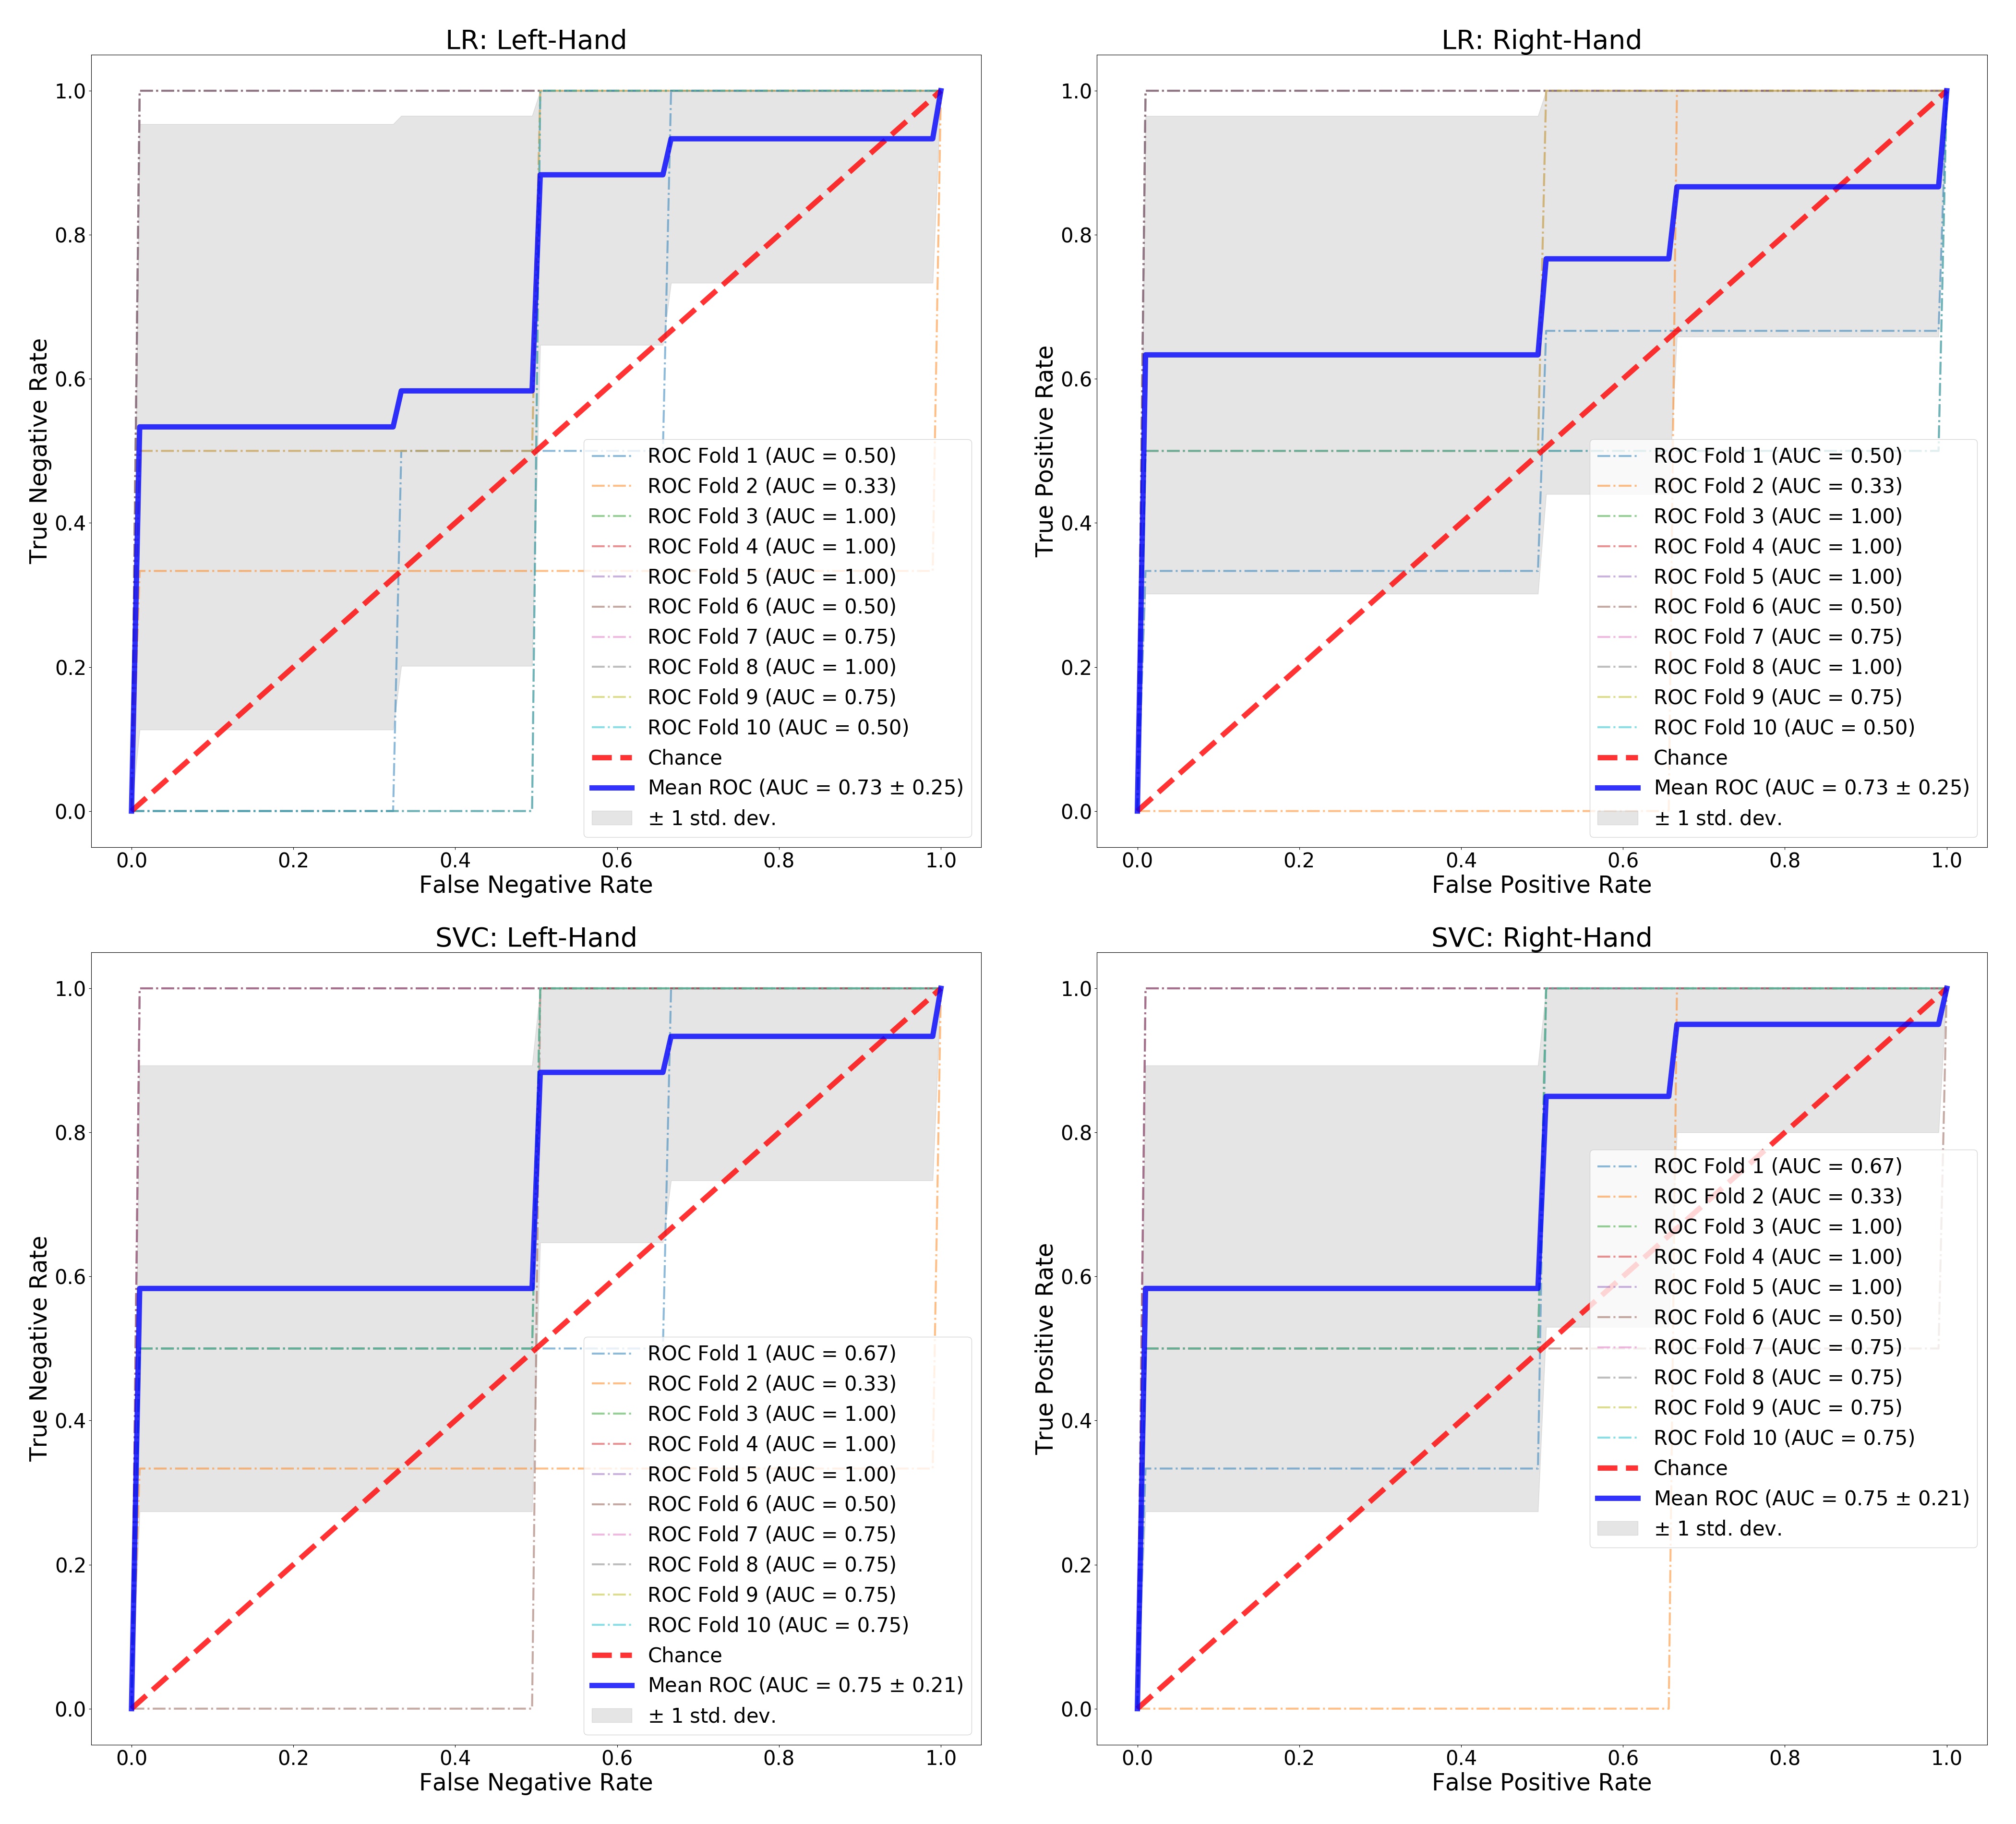 LR: Left-Hand
True Negative Rate
1.0
0.8
0.6
0.4
0.2
0.0
ROC Fold 1 (AUC = 0.50)
ROC Fold 2 (AUC = 0.33)
ROC Fold 3 (AUC = 1.00)
ROC Fold 4 (AUC = 1.00)
ROC Fold 5 (AUC = 1.00)
ROC Fold 6 (AUC = 0.50)
ROC Fold 7 (AUC = 0.75)
ROC Fold 8 (AUC = 1.00)
ROC Fold 9 (AUC = 0.75)
ROC Fold 10 (AUC = 0.50)
Chance
Mean ROC (AUC = 0.73 ± 0.25)
± 1 std. dev.
0.0 0.2 0.4 0.6 0.8 1.0
False Negative Rate
LR: Right-Hand
True Positive Rate
1.0
0.8
0.6
0.4
0.2
0.0
ROC Fold 1 (AUC = 0.50)
ROC Fold 2 (AUC = 0.33)
ROC Fold 3 (AUC = 1.00)
ROC Fold 4 (AUC = 1.00)
ROC Fold 5 (AUC = 1.00)
ROC Fold 6 (AUC = 0.50)
ROC Fold 7 (AUC = 0.75)
ROC Fold 8 (AUC = 1.00)
ROC Fold 9 (AUC = 0.75)
ROC Fold 10 (AUC = 0.50)
Chance
Mean ROC (AUC = 0.73 ± 0.25)
± 1 std. dev.
0.0 0.2 0.4 0.6 0.8 1.0
False Positive Rate
SVC: Left-Hand
True Negative Rate
1.0
0.8
0.6
0.4
0.2
0.0
ROC Fold 1 (AUC = 0.67)
ROC Fold 2 (AUC = 0.33)
ROC Fold 3 (AUC = 1.00)
ROC Fold 4 (AUC = 1.00)
ROC Fold 5 (AUC = 1.00)
ROC Fold 6 (AUC = 0.50)
ROC Fold 7 (AUC = 0.75)
ROC Fold 8 (AUC = 0.75)
ROC Fold 9 (AUC = 0.75)
ROC Fold 10 (AUC = 0.75)
Chance
Mean ROC (AUC = 0.75 ± 0.21)
± 1 std. dev.
0.0 0.2 0.4 0.6 0.8 1.0
False Negative Rate
SVC: Right-Hand
True Positive Rate
1.0
0.8
0.6
0.4
0.2
0.0
ROC Fold 1 (AUC = 0.67)
ROC Fold 2 (AUC = 0.33)
ROC Fold 3 (AUC = 1.00)
ROC Fold 4 (AUC = 1.00)
ROC Fold 5 (AUC = 1.00)
ROC Fold 6 (AUC = 0.50)
ROC Fold 7 (AUC = 0.75)
ROC Fold 8 (AUC = 0.75)
ROC Fold 9 (AUC = 0.75)
ROC Fold 10 (AUC = 0.75)
Chance
Mean ROC (AUC = 0.75 ± 0.21)
± 1 std. dev.
0.0 0.2 0.4 0.6 0.8 1.0
False Positive Rate